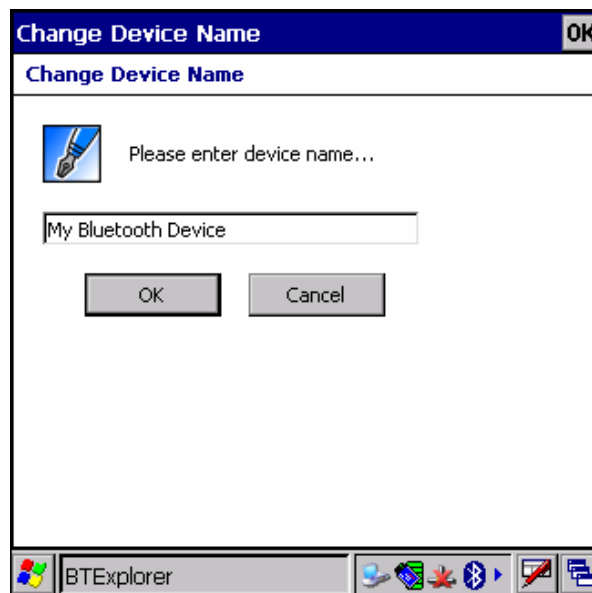 Change Device Name OK
Change Device Name
Please enter device name...
My Bluetooth Device
OK Cancel
BTExplorer